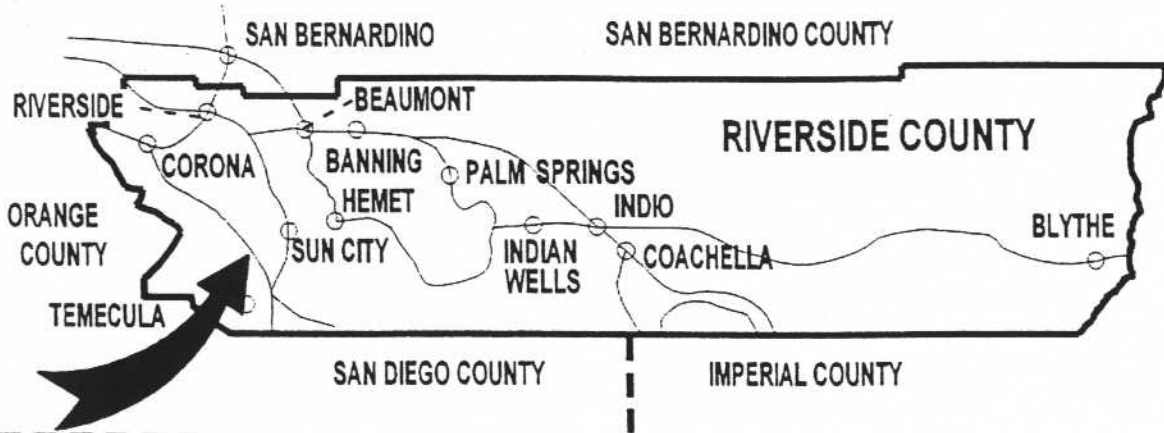 SAN BERNARDINO
SAN BERNARDINO COUNTY
RIVERSIDE
BEAUMONT
RIVERSIDE COUNTY
CORONA
BANNING
PALM SPRINGS
HEMET
ORANGE
COUNTY
INDIO
BLYTHE
SUN CITY
INDIAN
WELLS
COACHELLA
TEMECULA
SAN DIEGO COUNTY
IMPERIAL COUNTY